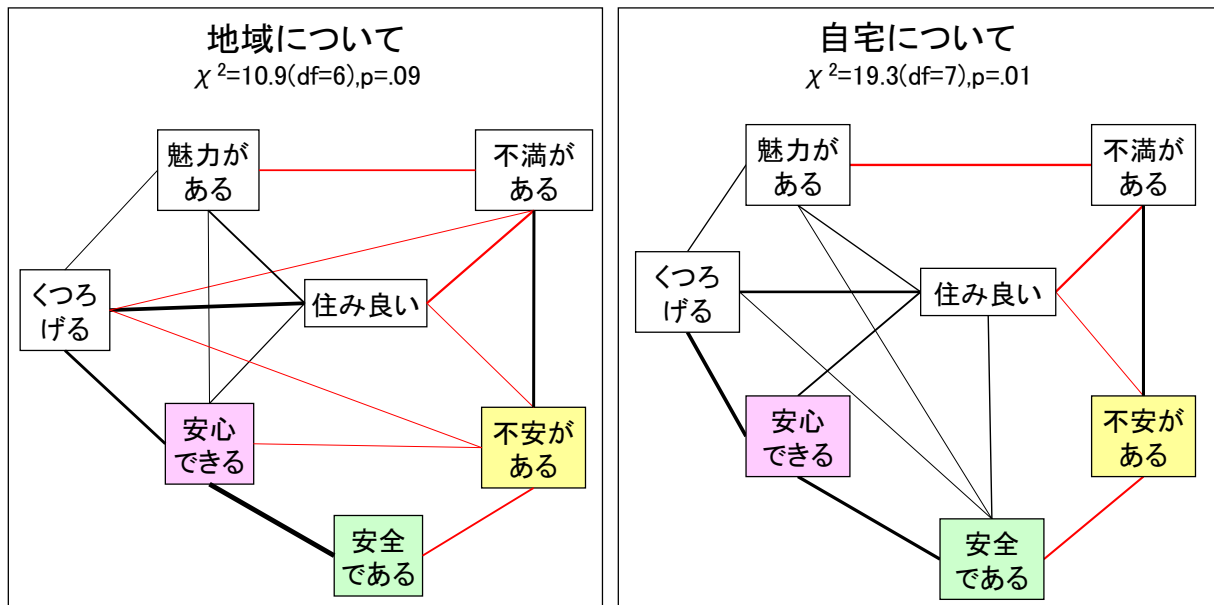 地域について
χ²=10.9(df=6),p=.09
魅力が
ある
不満が
ある
くつろ
げる
住み良い
安心
できる
不安が
ある
安全
である
自宅について
χ²=19.3(df=7),p=.01
魅力が
ある
不満が
ある
くつろ
げる
住み良い
安心
できる
不安が
ある
安全
である